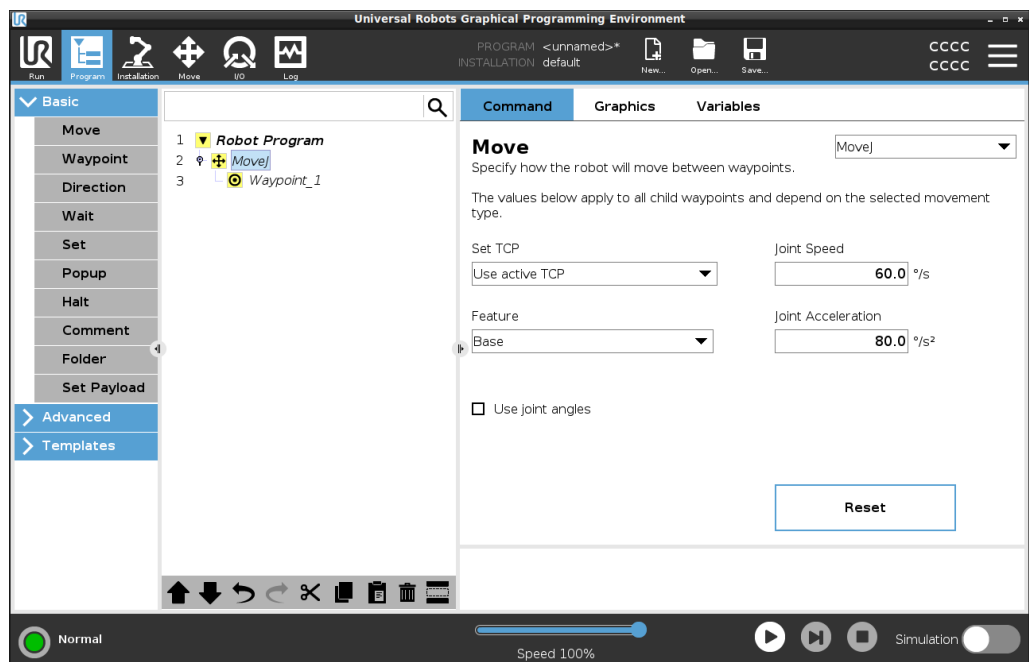 Universal Robots Graphical Programming Environment
UR
Run
Program
Installation
Move
I/O
Log
PROGRAM <unnamed>*
INSTALLATION default
New...
Open...
Save...
CCCC
CCCC
Basic
Move
Waypoint
Direction
Wait
Set
Popup
Halt
Comment
Folder
Set Payload
Advanced
Templates
1 Robot Program
2 MoveJ
3 Waypoint_1
Command Graphics Variables
Move
MoveJ
Specify how the robot will move between waypoints.
The values below apply to all child waypoints and depend on the selected movement
type.
Set TCP
Joint Speed
Use active TCP
60.0 °/s
Feature
Joint Acceleration
Base
80.0 °/s²
Use joint angles
Reset
Normal
Speed 100%
Simulation